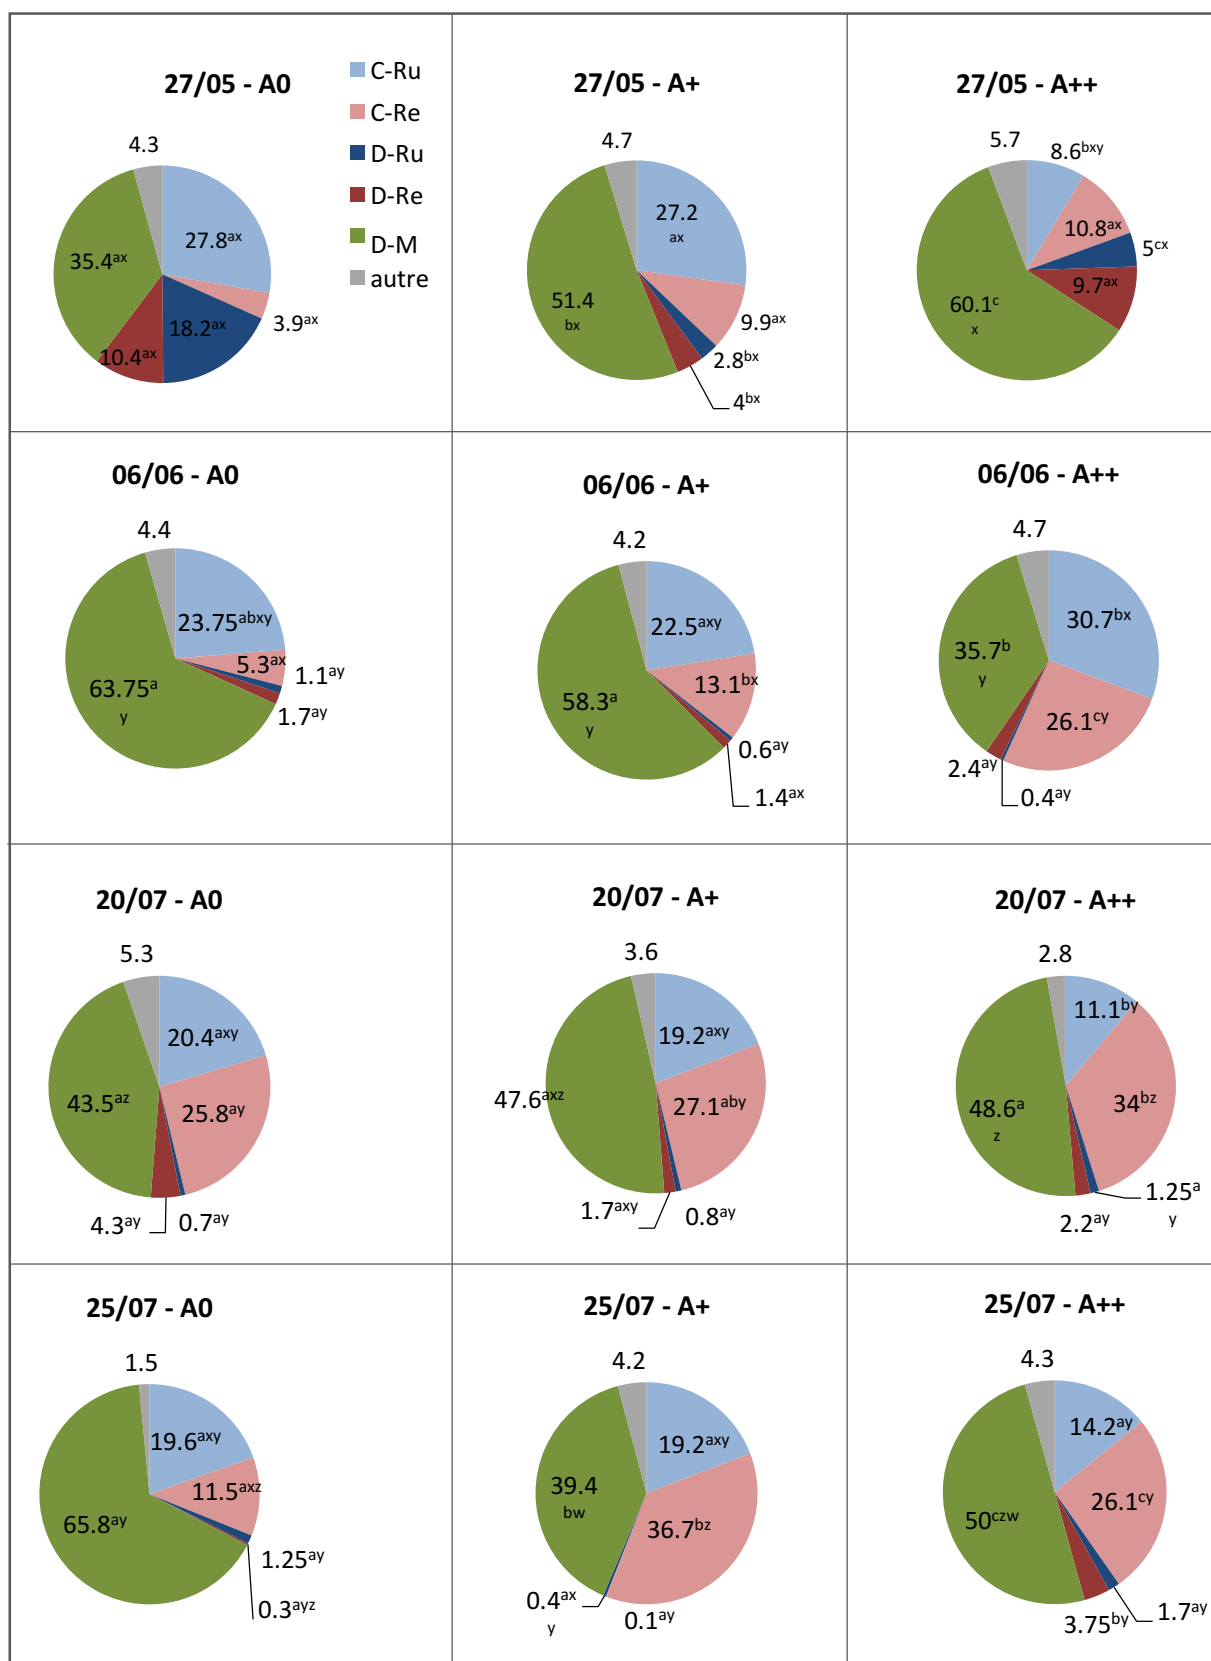 27/05 - A0
C-Ru
C-Re
D-Ru
D-Re
D-M
autre
4.3
27.8ax
35.4ax
3.9ax
18.2ax
10.4ax
27/05 - A+
4.7
27.2
ax
51.4
bx
9.9ax
2.8bx
4bx
27/05 - A++
5.7
8.6bxy
10.8ax
5cx
9.7ax
60.1c
x
06/06 - A0
4.4
23.75abxy
5.3ax
1.1ay
63.75a
y
1.7ay
06/06 - A+
4.2
22.5axy
13.1bx
58.3a
y
0.6ay
1.4ax
06/06 - A++
4.7
30.7bx
35.7b
y
26.1cy
2.4ay
0.4ay
20/07 - A0
5.3
20.4axy
43.5az
25.8ay
4.3ay
0.7ay
20/07 - A+
3.6
19.2axy
47.6axz
27.1aby
1.7axy
0.8ay
20/07 - A++
2.8
11.1by
48.6a
z
34bz
1.25a
y
2.2ay
25/07 - A0
1.5
19.6axy
11.5axz
65.8ay
1.25ay
0.3ayz
25/07 - A+
4.2
19.2axy
39.4
bw
36.7bz
0.4ax
y
0.1ay
25/07 - A++
4.3
14.2ay
26.1cy
50czw
1.7ay
3.75by